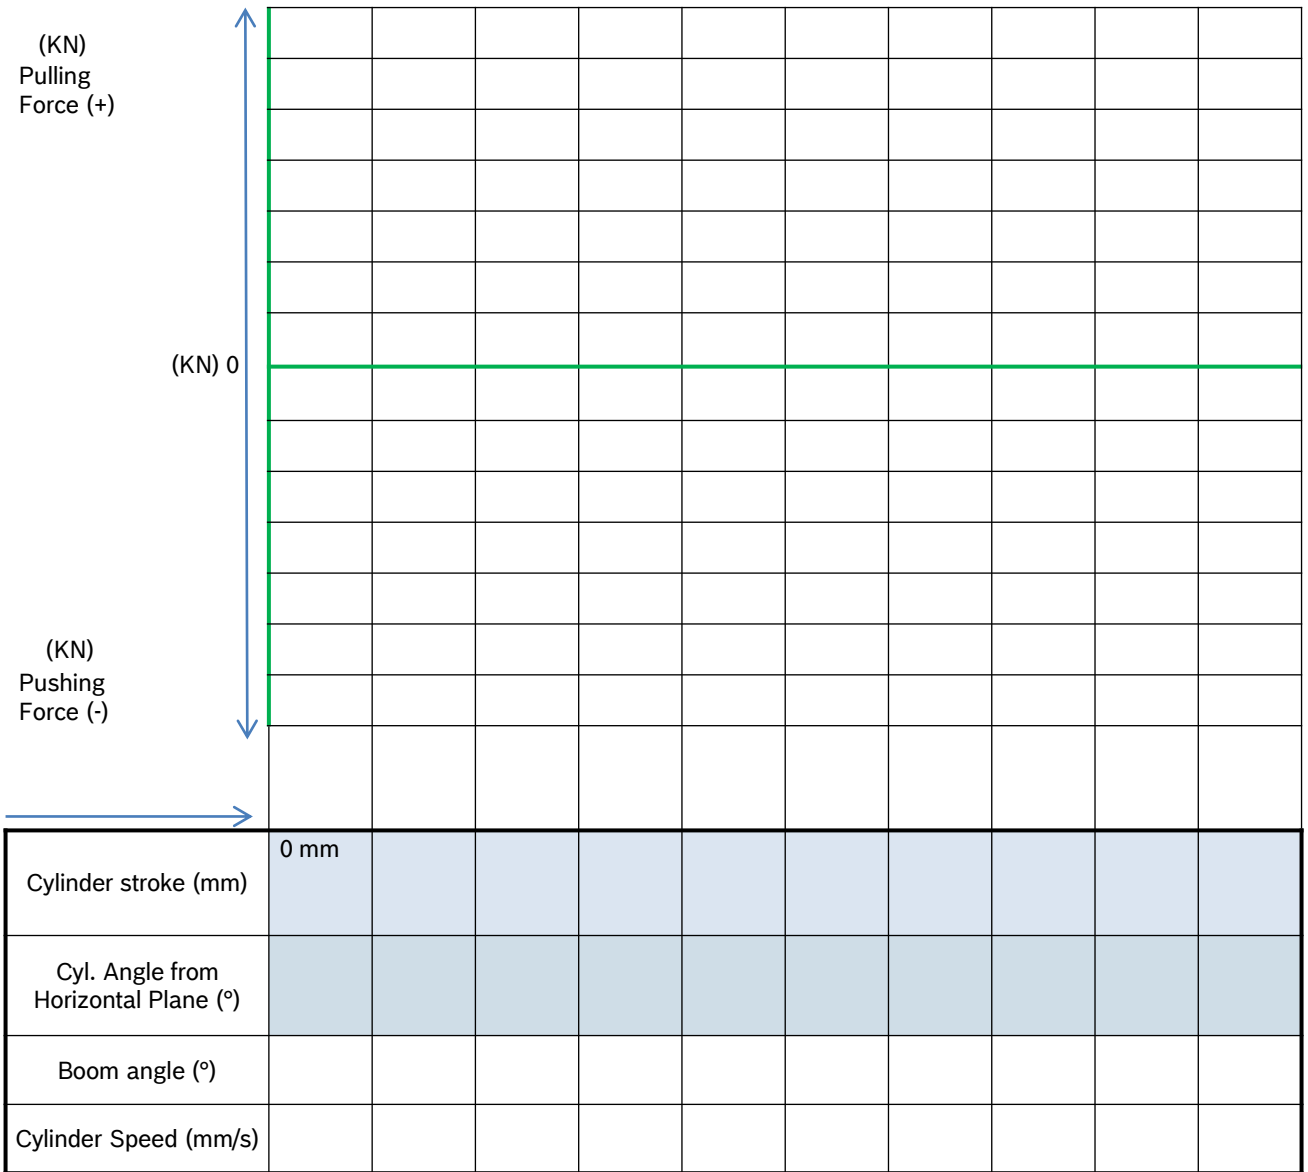 (KN)
Pulling
Force (+)
(KN) 0
(KN)
Pushing
Force (-)
0 mm
Cylinder stroke (mm)
Cyl. Angle from
Horizontal Plane (°)
Boom angle (°)
Cylinder Speed (mm/s)